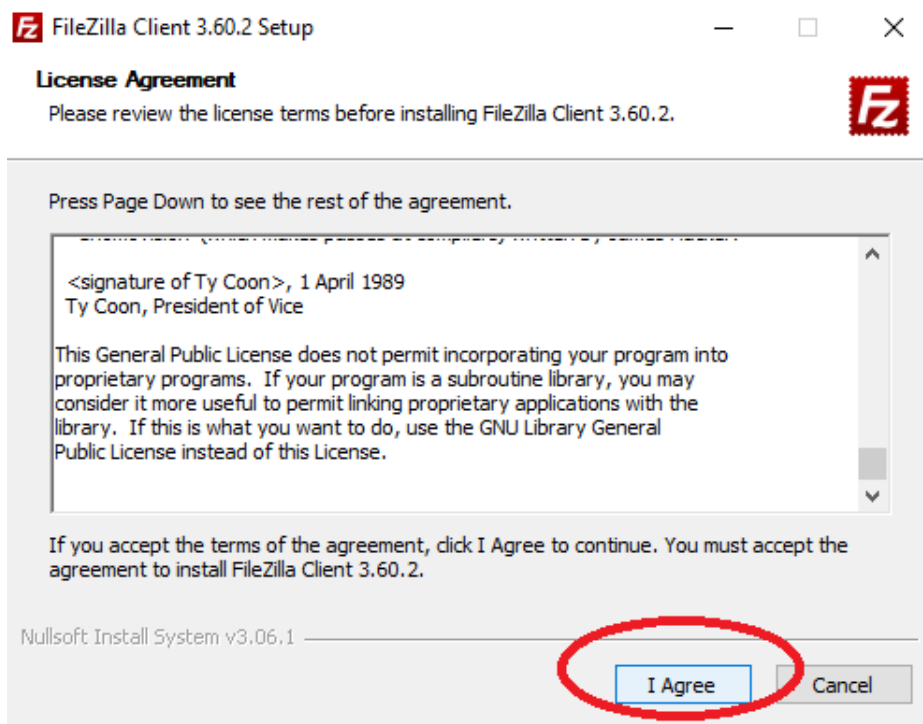 FileZilla Client 3.60.2 Setup
License Agreement
Please review the license terms before installing FileZilla Client 3.60.2.
Press Page Down to see the rest of the agreement.
<signature of Ty Coon>, 1 April 1989
Ty Coon, President of Vice
This General Public License does not permit incorporating your program into
proprietary programs.  If your program is a subroutine library, you may
consider it more useful to permit linking proprietary applications with the
library.  If this is what you want to do, use the GNU Library General
Public License instead of this License.
If you accept the terms of the agreement, click I Agree to continue. You must accept the
agreement to install FileZilla Client 3.60.2.
Nullsoft Install System v3.06.1
I Agree
Cancel